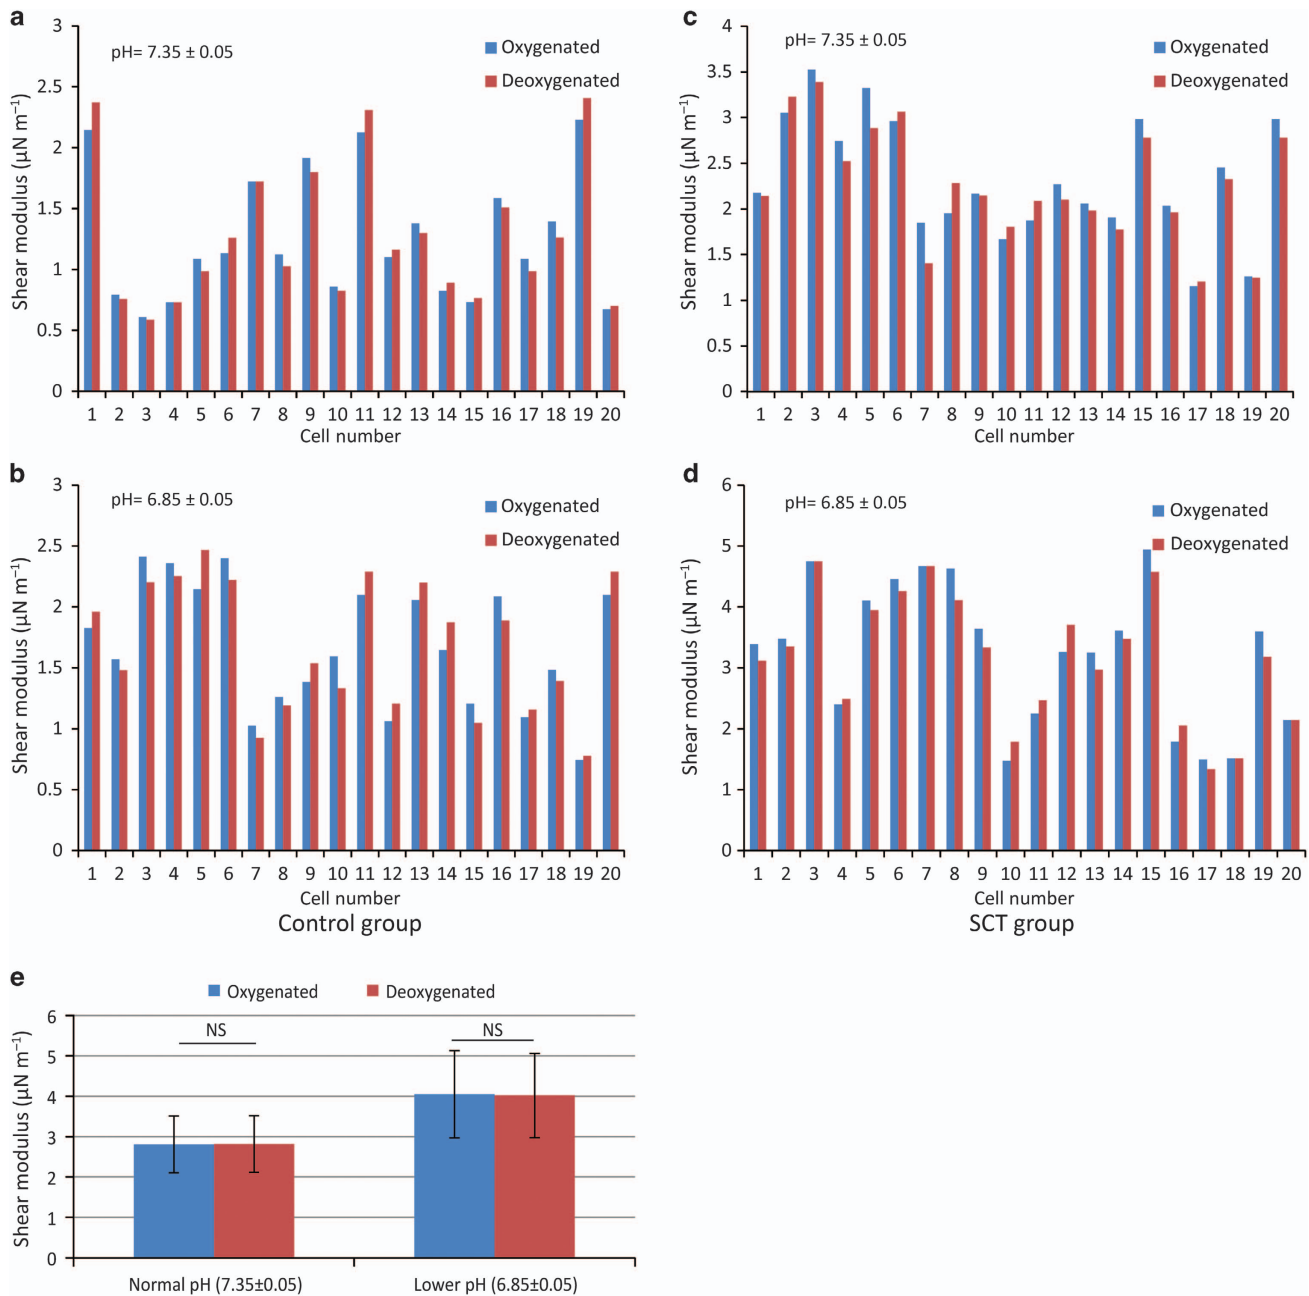 a
pH= 7.35 ± 0.05
Oxygenated
Deoxygenated
Shear modulus (µN m⁻¹)
3
2.5
2
1.5
1
0.5
0
1 2 3 4 5 6 7 8 9 10 11 12 13 14 15 16 17 18 19 20
Cell number
c
pH= 7.35 ± 0.05
Oxygenated
Deoxygenated
Shear modulus (µN m⁻¹)
4
3.5
3
2.5
2
1.5
1
0.5
0
1 2 3 4 5 6 7 8 9 10 11 12 13 14 15 16 17 18 19 20
Cell number
b
pH= 6.85 ± 0.05
Oxygenated
Deoxygenated
Shear modulus (µN m⁻¹)
3
2.5
2
1.5
1
0.5
0
1 2 3 4 5 6 7 8 9 10 11 12 13 14 15 16 17 18 19 20
Cell number
Control group
d
pH= 6.85 ± 0.05
Oxygenated
Deoxygenated
Shear modulus (µN m⁻¹)
6
5
4
3
2
1
0
1 2 3 4 5 6 7 8 9 10 11 12 13 14 15 16 17 18 19 20
Cell number
SCT group
e
Oxygenated Deoxygenated
Shear modulus (µN m⁻¹)
6
5
4
3
2
1
0
NS NS
Normal pH (7.35±0.05) Lower pH (6.85±0.05)